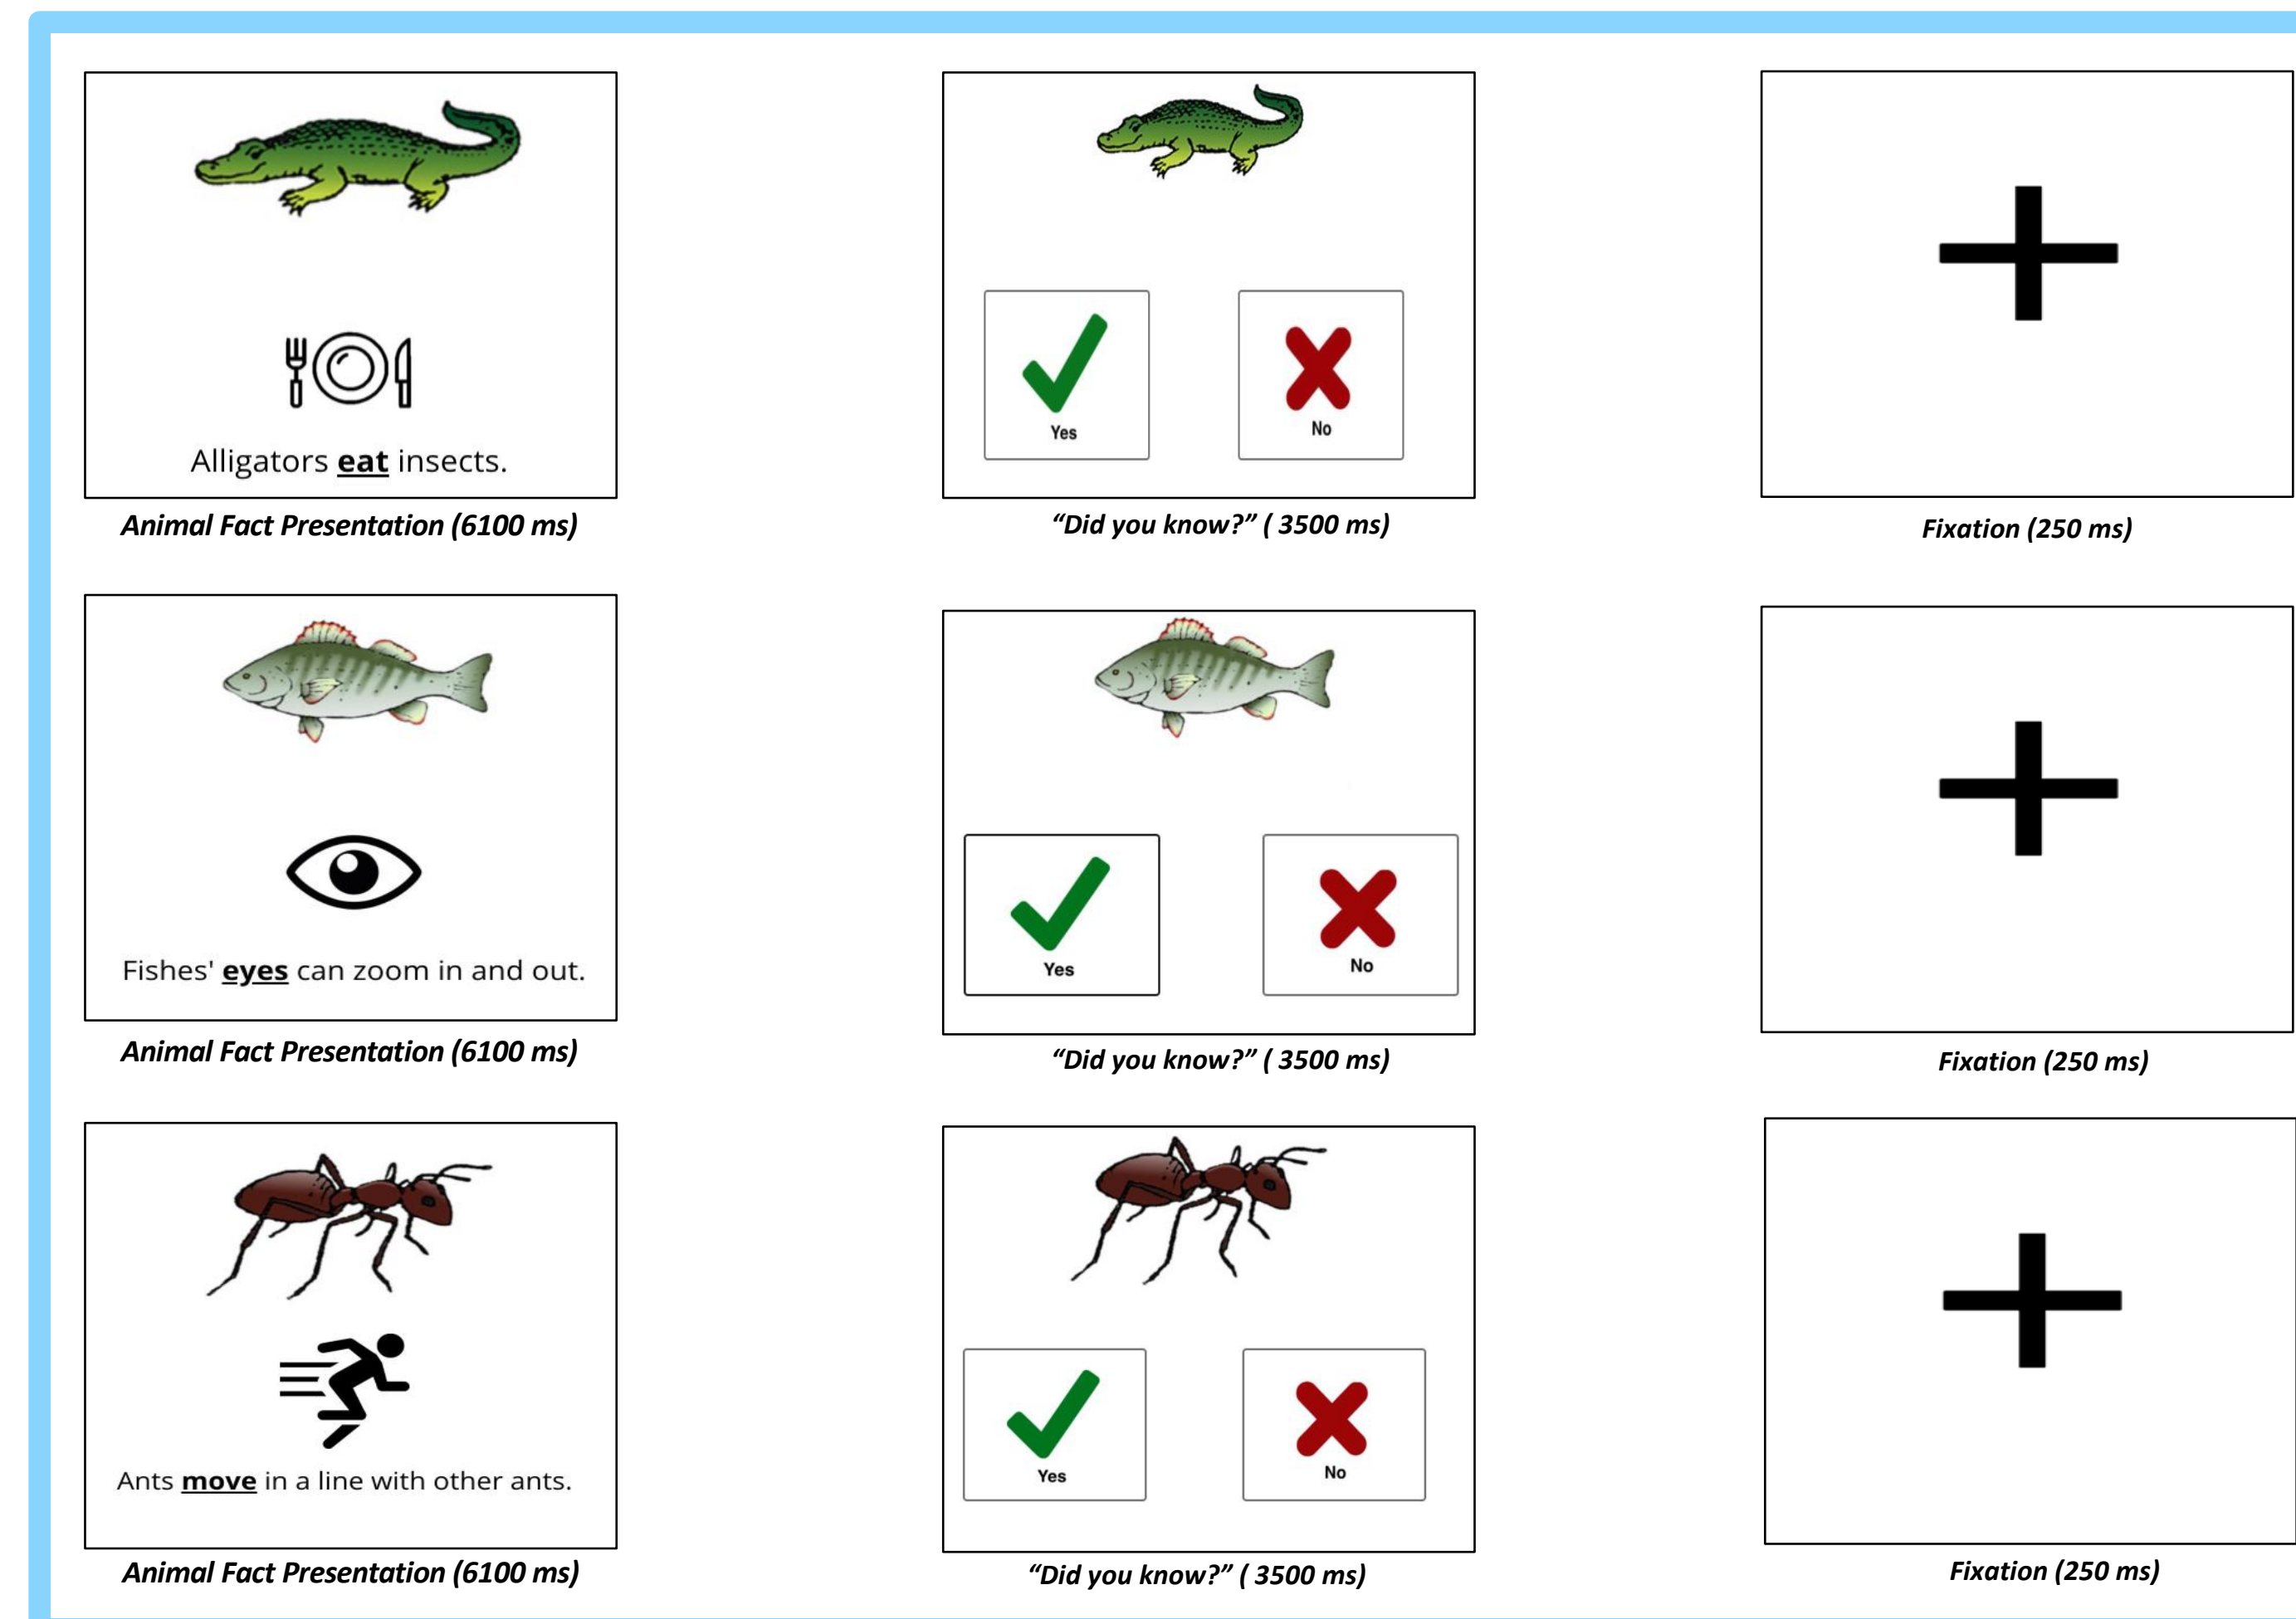 Alligators eat insects.
Yes
No
Animal Fact Presentation (6100 ms)
“Did you know?” ( 3500 ms)
Fixation (250 ms)
Fishes' eyes can zoom in and out.
Yes
No
Animal Fact Presentation (6100 ms)
“Did you know?” ( 3500 ms)
Fixation (250 ms)
Ants move in a line with other ants.
Yes
No
Animal Fact Presentation (6100 ms)
“Did you know?” ( 3500 ms)
Fixation (250 ms)